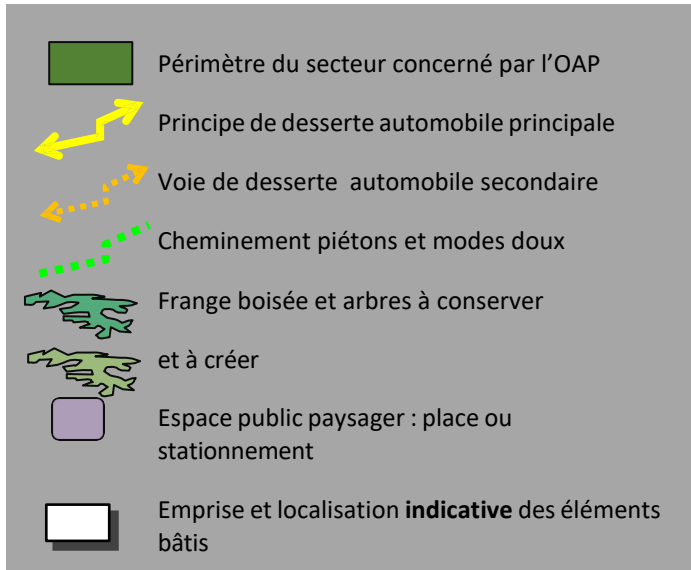 Périmètre du secteur concerné par l'OAP
Principe de desserte automobile principale
Voie de desserte  automobile secondaire
Cheminement piétons et modes doux
Frange boisée et arbres à conserver
et à créer
Espace public paysager : place ou
stationnement
Emprise et localisation indicative des éléments
bâtis